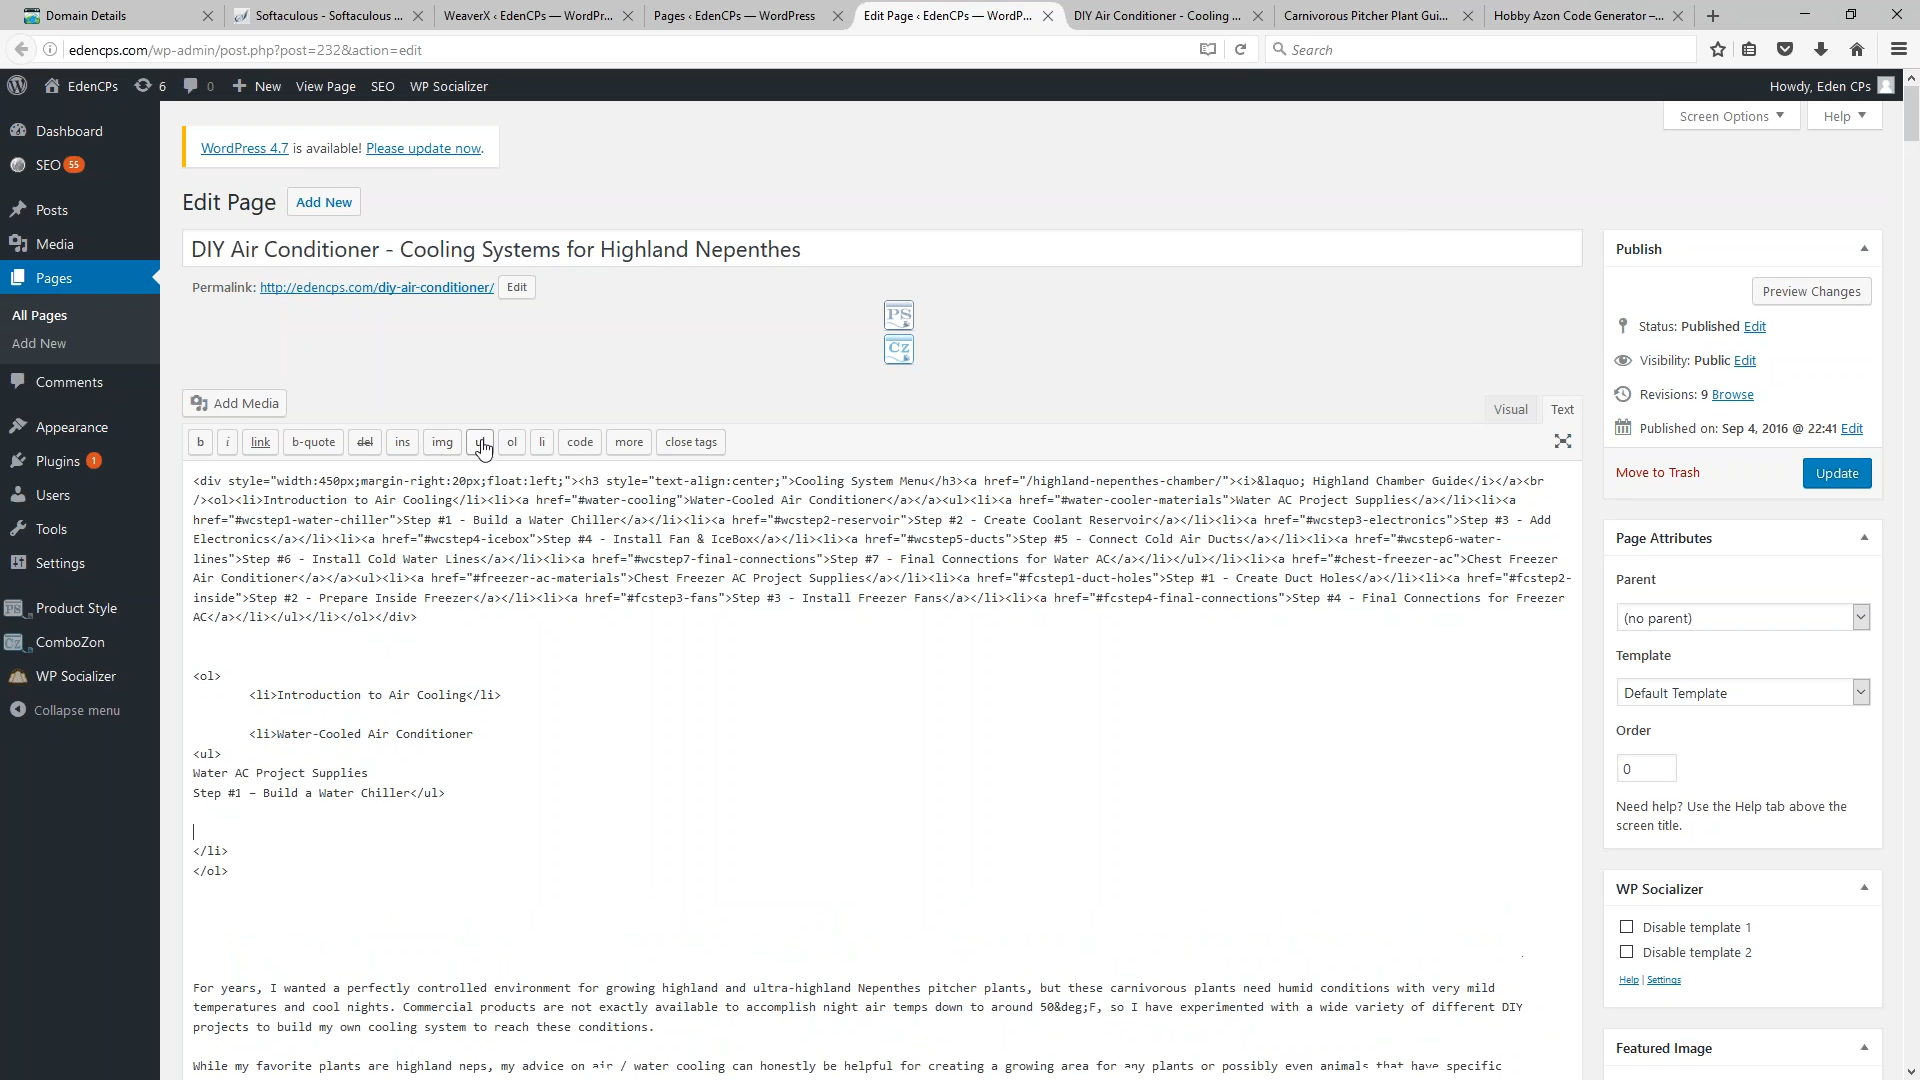 Domain Details
Softaculous - Softaculous ...
WeaverX ‹ EdenCPs — WordPr...
Pages ‹ EdenCPs — WordPress
Edit Page ‹ EdenCPs — WordP...
DIY Air Conditioner - Cooling ...
Carnivorous Pitcher Plant Gui...
Hobby Azon Code Generator –...
edencps.com/wp-admin/post.php?post=232&action=edit
Search
EdenCPs
6
0
New
View Page
SEO
WP Socializer
Howdy, Eden CPs
Screen Options
Help
Dashboard
SEO 55
Posts
Media
Pages
All Pages
Add New
Comments
Appearance
Plugins 1
Users
Tools
Settings
PS Product Style
Cz ComboZon
WP Socializer
Collapse menu
WordPress 4.7 is available! Please update now.
Edit Page
Add New
DIY Air Conditioner - Cooling Systems for Highland Nepenthes
Permalink: http://edencps.com/diy-air-conditioner/ Edit
PS
Cz
Add Media
Visual
Text
b
i
link
b-quote
del
ins
img
ol
li
code
more
close tags
<div style="width:450px;margin-right:20px;float:left;"><h3 style="text-align:center;">Cooling System Menu</h3><a href="/highland-nepenthes-chamber/"><i>&laquo; Highland Chamber Guide</i></a><br
/><ol><li>Introduction to Air Cooling</li><li><a href="#water-cooling">Water-Cooled Air Conditioner</a><ul><li><a href="#water-cooler-materials">Water AC Project Supplies</a></li><li><a
href="#wcstep1-water-chiller">Step #1 - Build a Water Chiller</a></li><li><a href="#wcstep2-reservoir">Step #2 - Create Coolant Reservoir</a></li><li><a href="#wcstep3-electronics">Step #3 - Add
Electronics</a></li><li><a href="#wcstep4-icebox">Step #4 - Install Fan & IceBox</a></li><li><a href="#wcstep5-ducts">Step #5 - Connect Cold Air Ducts</a></li><li><a href="#wcstep6-water-
lines">Step #6 - Install Cold Water Lines</a></li><li><a href="#wcstep7-final-connections">Step #7 - Final Connections for Water AC</a></li></ul></li><li><a href="#chest-freezer-ac">Chest Freezer
Air Conditioner</a></a><ul><li><a href="#freezer-ac-materials">Chest Freezer AC Project Supplies</a></li><li><a href="#fcstep1-duct-holes">Step #1 - Create Duct Holes</a></li><li><a href="#fcstep2-
inside">Step #2 - Prepare Inside Freezer</a></li><li><a href="#fcstep3-fans">Step #3 - Install Freezer Fans</a></li><li><a href="#fcstep4-final-connections">Step #4 - Final Connections for Freezer
AC</a></li></ul></li></ol></div>
<ol>
<li>Introduction to Air Cooling</li>
<li>Water-Cooled Air Conditioner
<ul>
Water AC Project Supplies
Step #1 – Build a Water Chiller</ul>
</li>
</ol>
For years, I wanted a perfectly controlled environment for growing highland and ultra-highland Nepenthes pitcher plants, but these carnivorous plants need humid conditions with very mild
temperatures and cool nights. Commercial products are not exactly available to accomplish night air temps down to around 50&deg;F, so I have experimented with a wide variety of different DIY
projects to build my own cooling system to reach these conditions.
While my favorite plants are highland neps, my advice on air / water cooling can honestly be helpful for creating a growing area for any plants or possibly even animals that have specific
Publish
Preview Changes
Status: Published Edit
Visibility: Public Edit
Revisions: 9 Browse
Published on: Sep 4, 2016 @ 22:41 Edit
Move to Trash
Update
Page Attributes
Parent
(no parent)
Template
Default Template
Order
0
Need help? Use the Help tab above the
screen title.
WP Socializer
Disable template 1
Disable template 2
Help | Settings
Featured Image